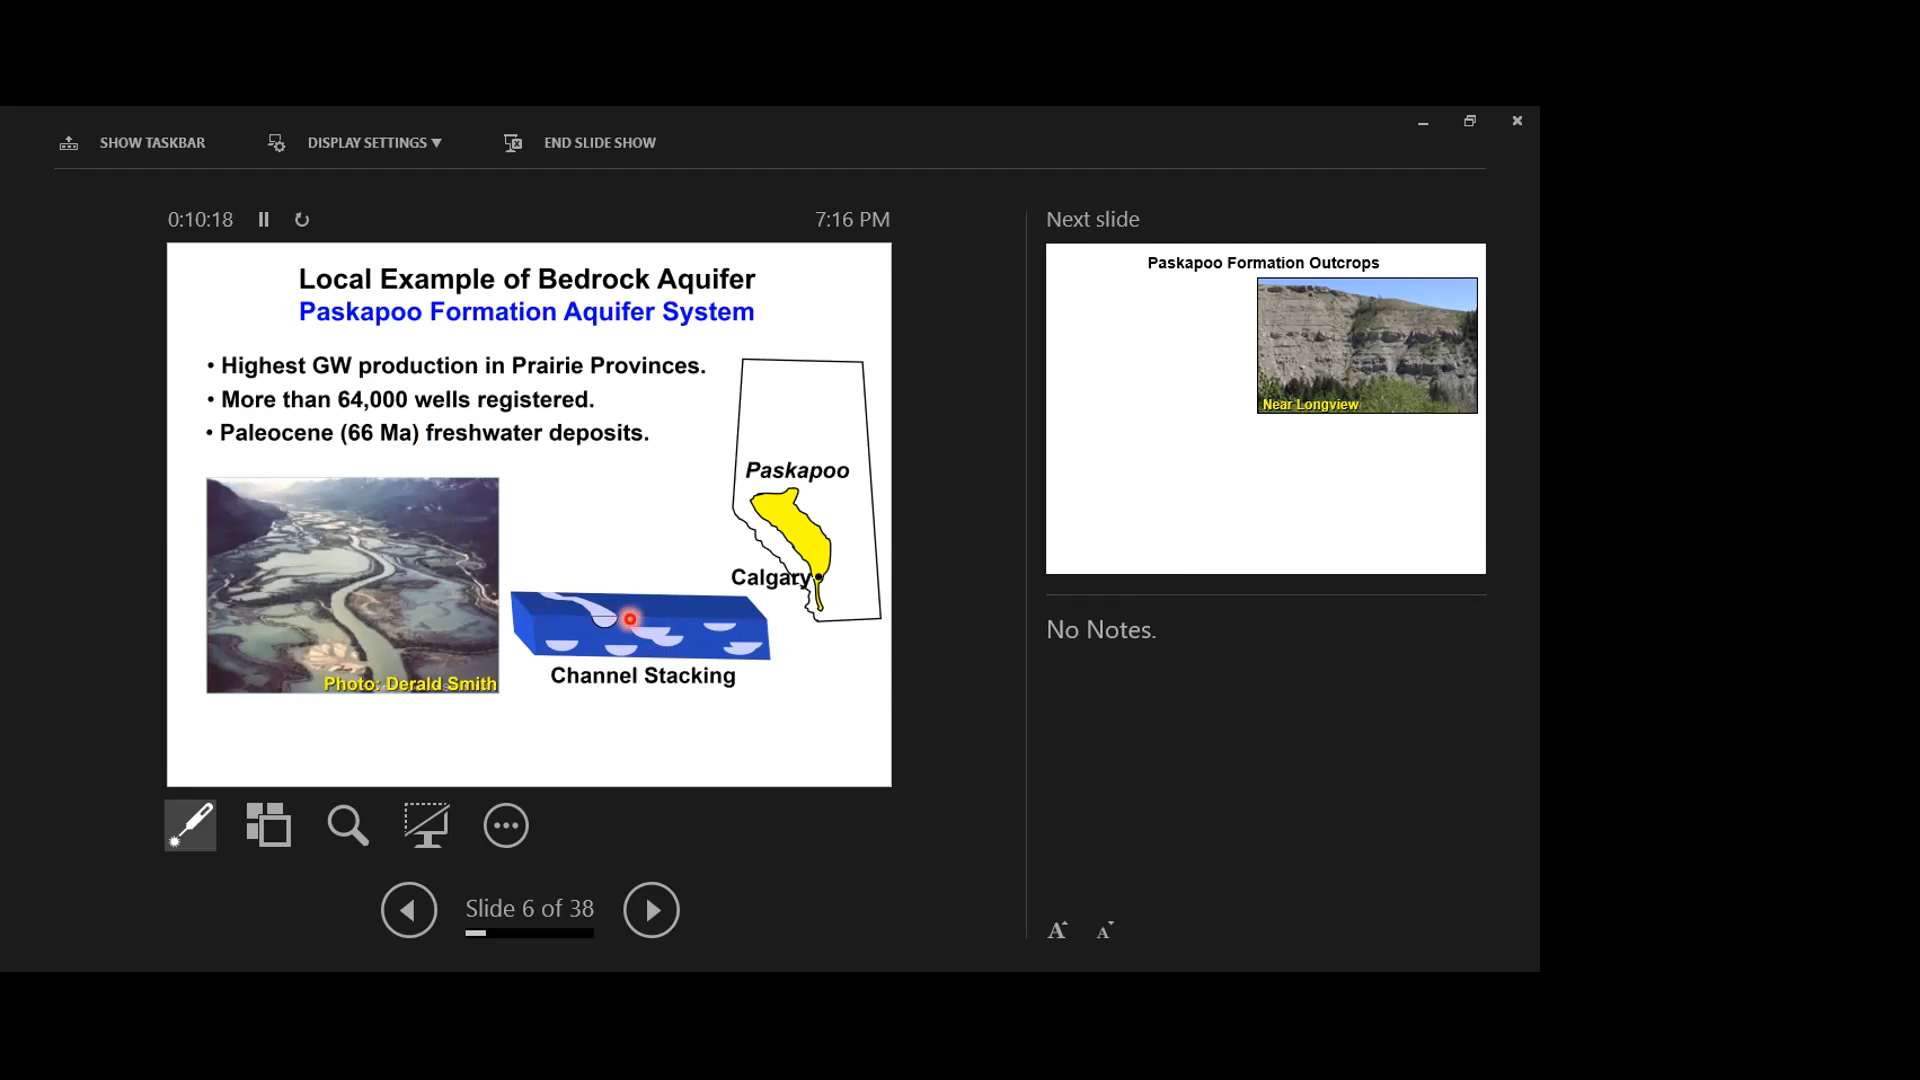 SHOW TASKBAR
DISPLAY SETTINGS ▼
END SLIDE SHOW
0:10:18
7:16 PM
Local Example of Bedrock Aquifer
Paskapoo Formation Aquifer System
• Highest GW production in Prairie Provinces.
• More than 64,000 wells registered.
• Paleocene (66 Ma) freshwater deposits.
Paskapoo
Calgary
Photo: Derald Smith
Channel Stacking
Slide 6 of 38
Next slide
Paskapoo Formation Outcrops
Near Longview
No Notes.
A A